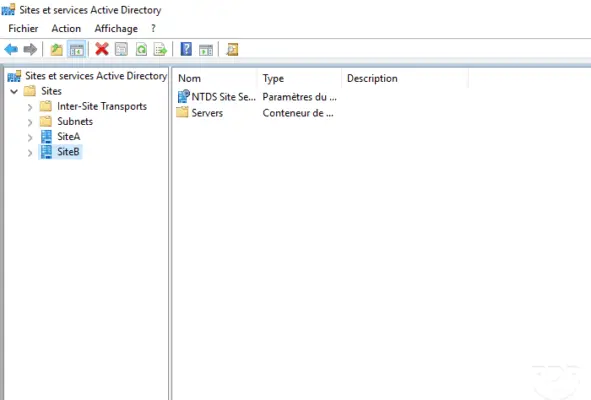 Sites et services Active Directory
Fichier Action Affichage ?
Sites et services Active Directory
Sites
Inter-Site Transports
Subnets
SiteA
SiteB
Nom Type Description
NTDS Site Se... Paramètres du ...
Servers Conteneur de ...